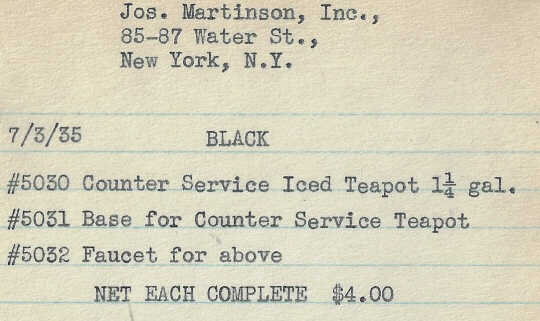 Jos. Martinson, Inc.,
85-87 Water St.,
New York, N.Y.
7/3/35 BLACK
#5030 Counter Service Iced Teapot 1¼ gal.
#5031 Base for Counter Service Teapot
#5032 Faucet for above
NET EACH COMPLETE $4.00